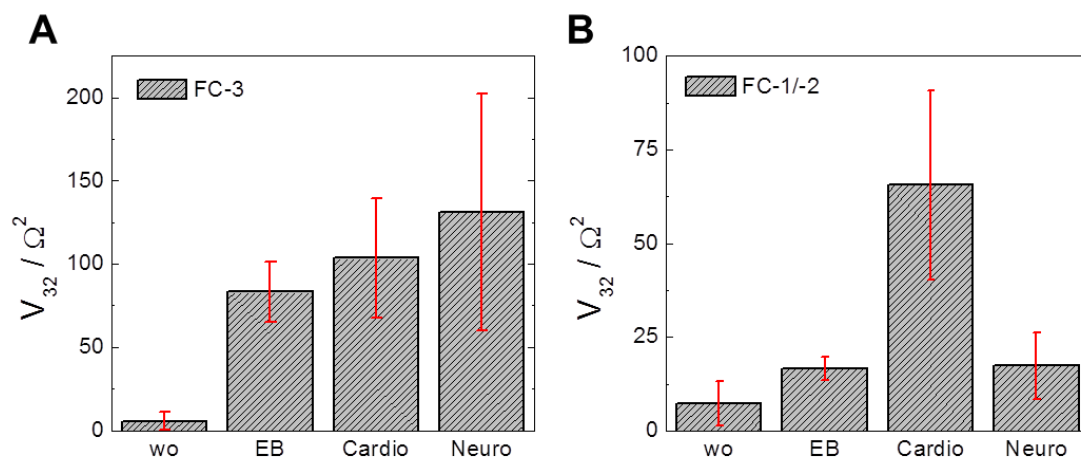 A
FC-3
V₃₂ / Ω²
200
150
100
50
0
wo EB Cardio Neuro
B
FC-1/-2
V₃₂ / Ω²
100
75
50
25
0
wo EB Cardio Neuro